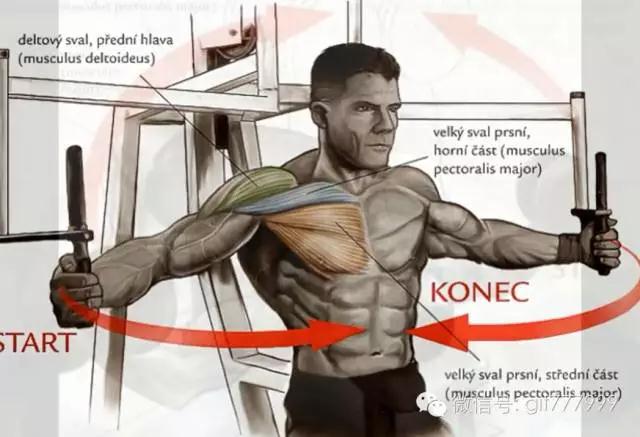 deltový sval, přední hlava
(musculus deltoideus)
velký sval prsní,
horní část (musculus
pectoralis major)
KONEC
START
velký sval prsní, střední část
(musculus pectoralis major)
微信号: gif777999